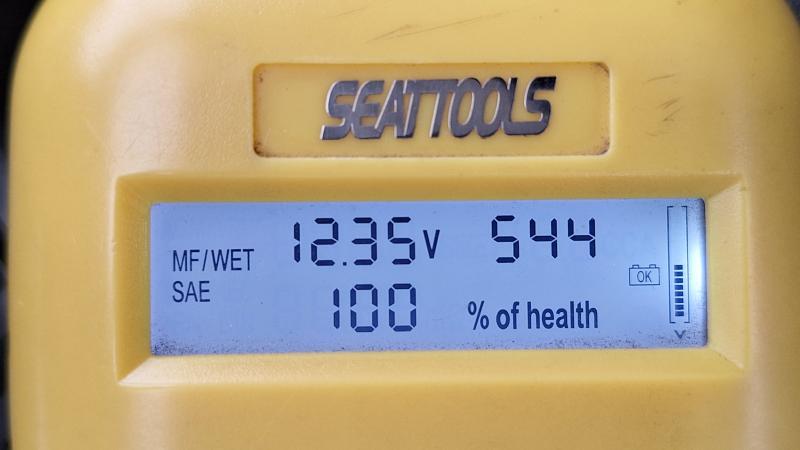 SEATTOOLS
MF/WET 12.35V 544
SAE 100 % of health
OK
V